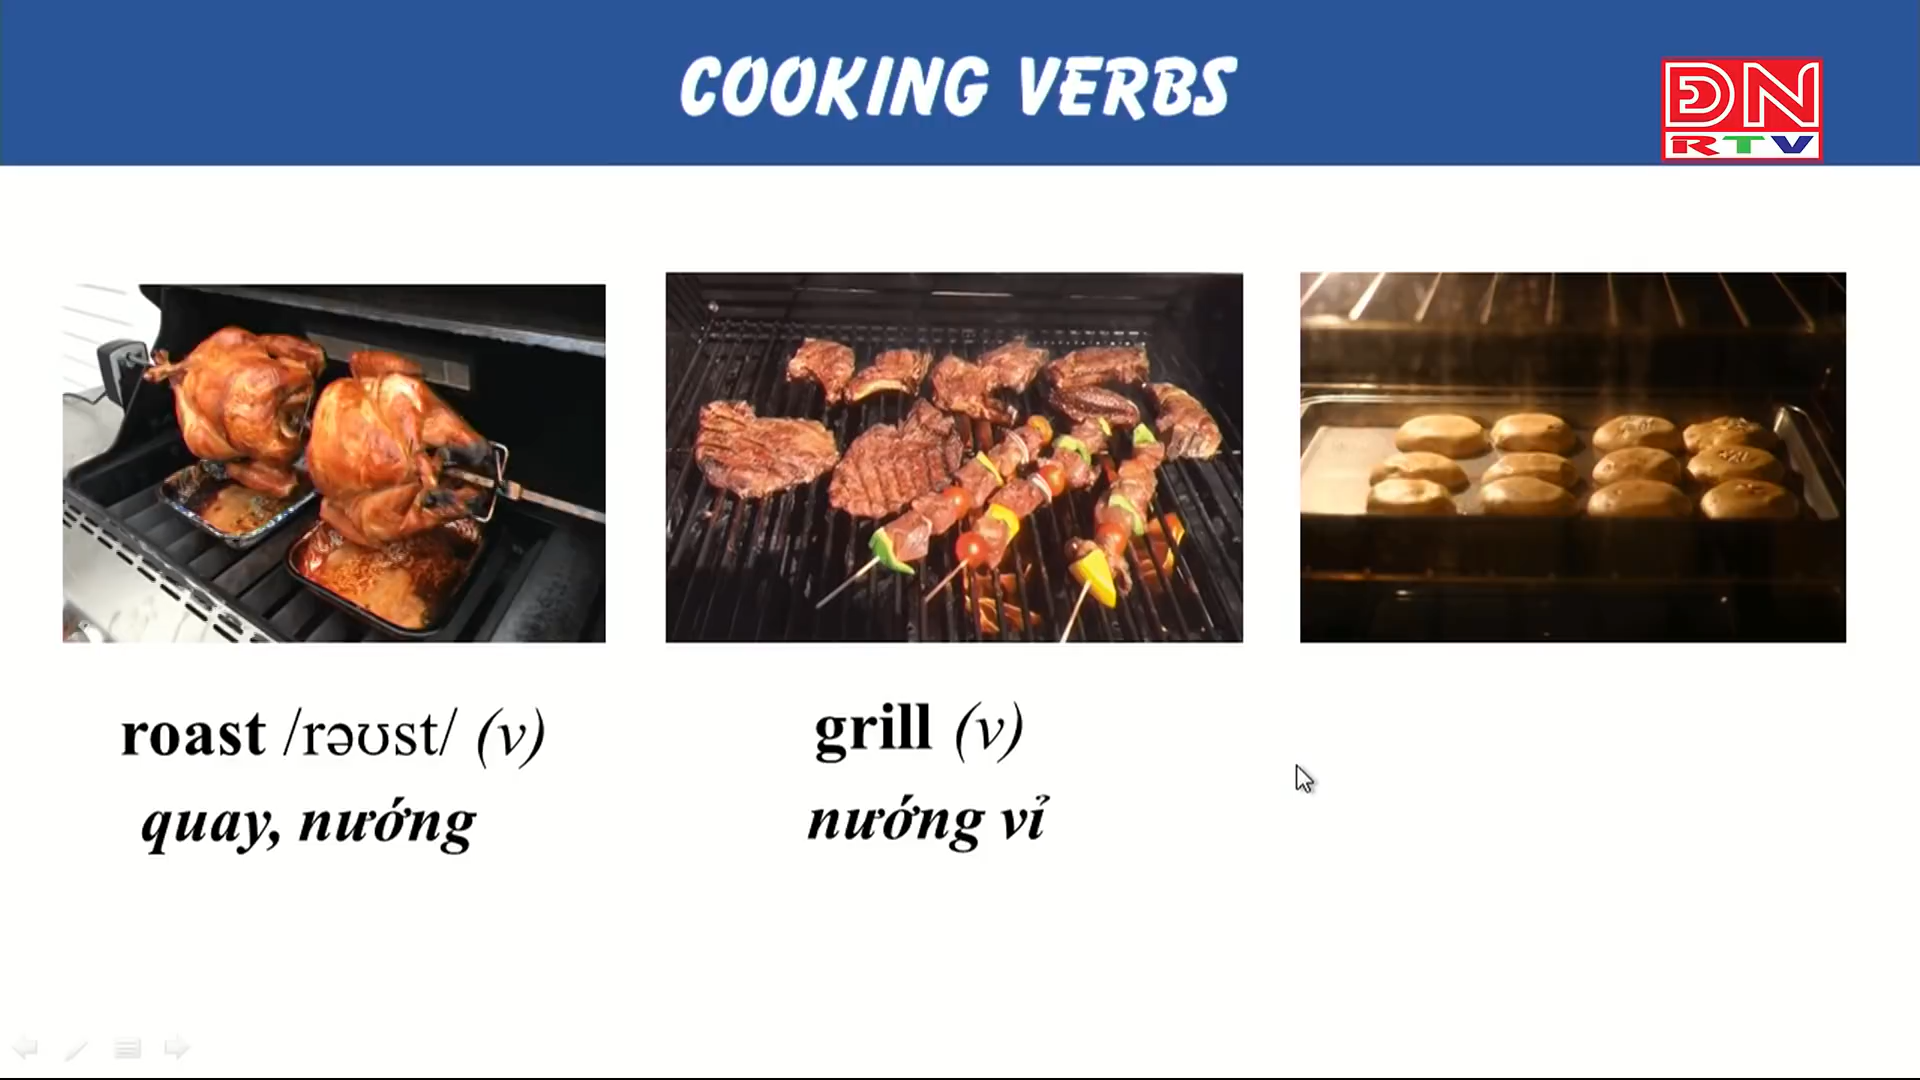 COOKING VERBS
ĐN
RTV
roast /rəʊst/ (v)
quay, nướng
grill (v)
nướng vỉ